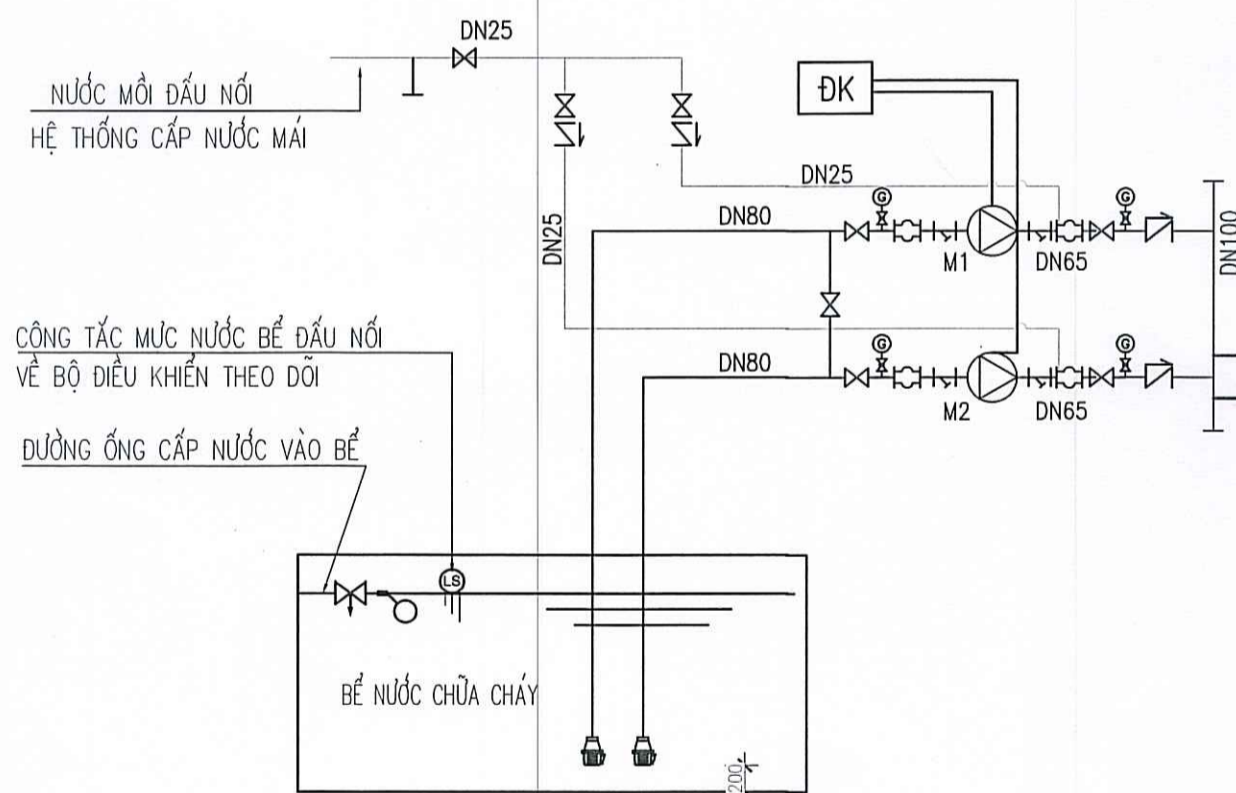 DN25
NƯỚC MỒI ĐẤU NỐI
HỆ THỐNG CẤP NƯỚC MÁI
ĐK
DN25
DN25
DN80
G
G
M1
DN65
DN100
CÔNG TẮC MỰC NƯỚC BỂ ĐẤU NỐI
VỀ BỘ ĐIỀU KHIỂN THEO DÕI
DN80
G
G
M2
DN65
ĐƯỜNG ỐNG CẤP NƯỚC VÀO BỂ
LS
BỂ NƯỚC CHỮA CHÁY
200